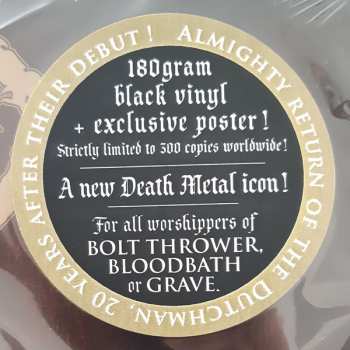 ALMIGHTY RETURN OF THE DUTCHMAN, 20 YEARS AFTER THEIR DEBUT!
180gram
black vinyl
+ exclusive poster!
Strictly limited to 300 copies worldwide!
A new Death Metal icon!
For all worshippers of
BOLT THROWER,
BLOODBATH
or GRAVE.